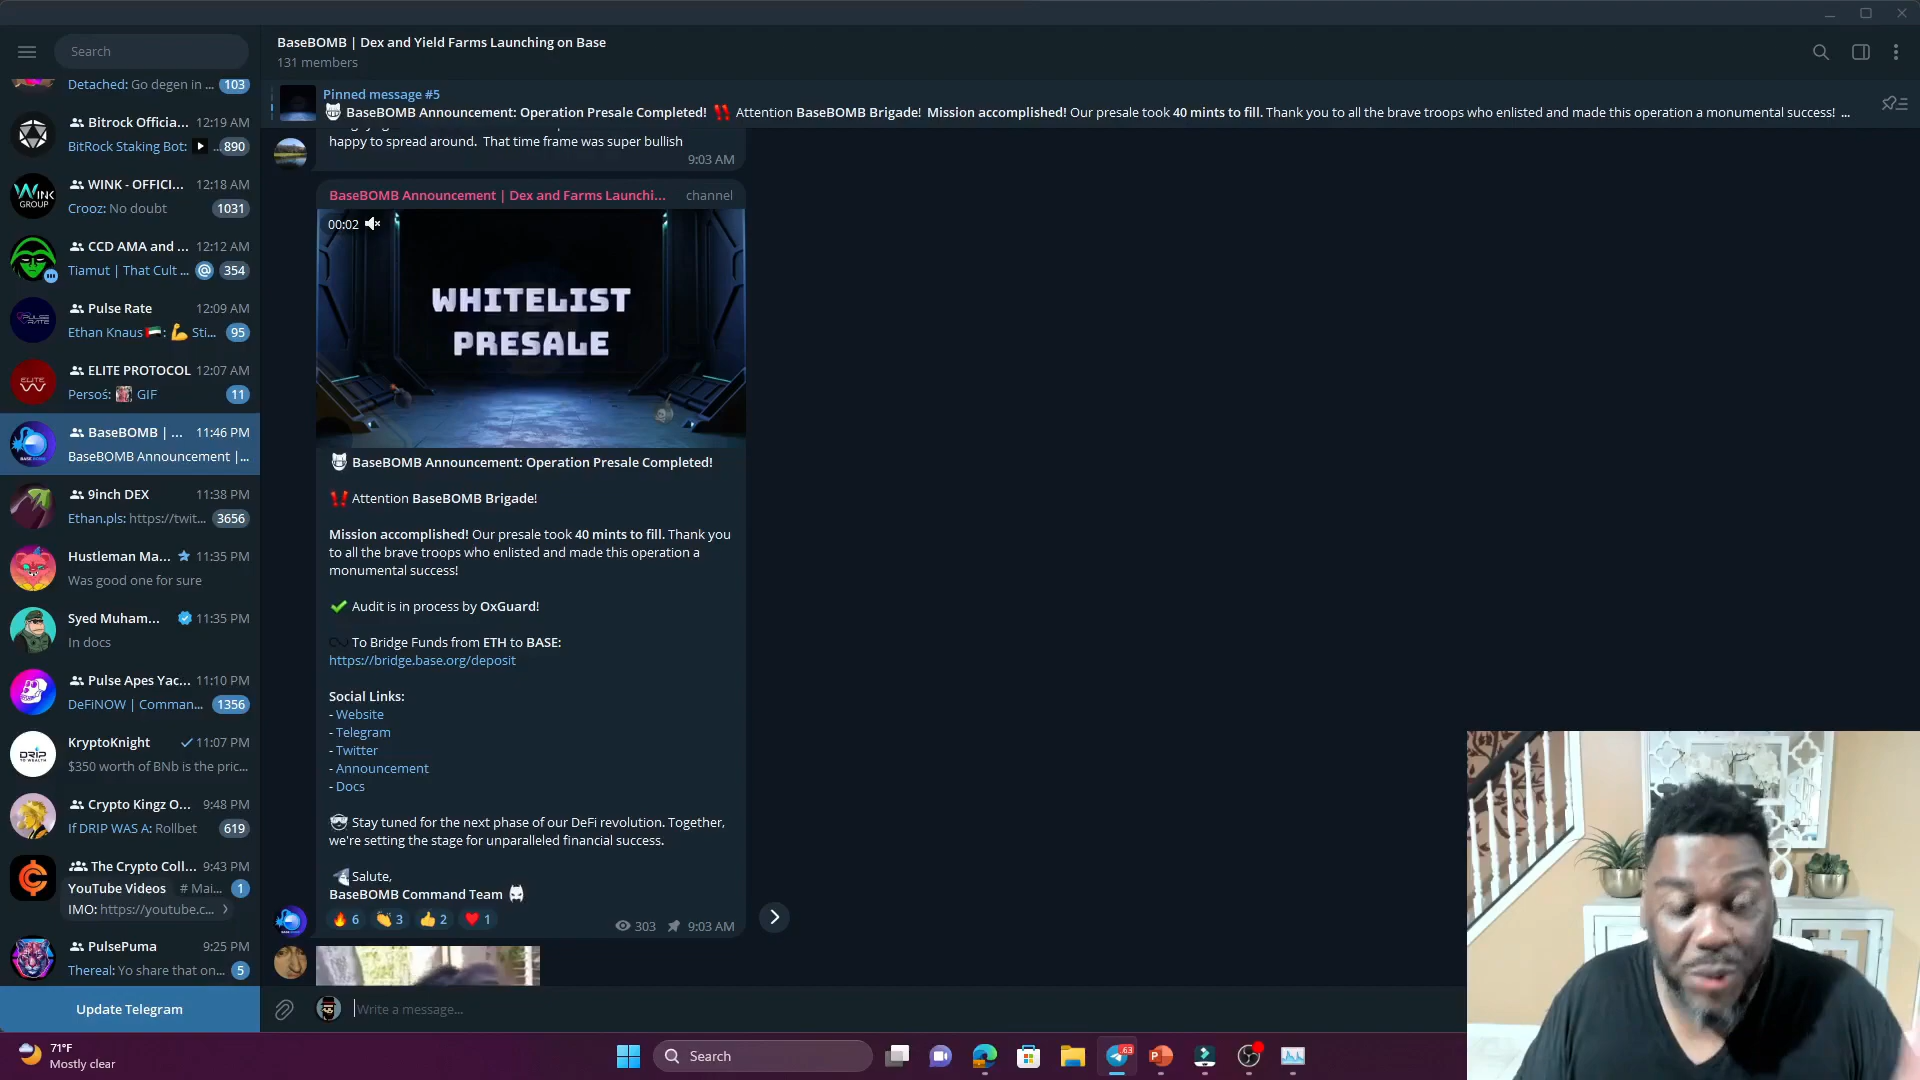 Search
Detached: Go degen in ... 103
Bitrock Officia... 12:19 AM
BitRock Staking Bot: ... 890
WINK - OFFICI... 12:18 AM
Crooz: No doubt 1031
WINK
GROUP
CCD AMA and ... 12:12 AM
Tiamut | That Cult ... @ 354
Pulse Rate 12:09 AM
Ethan Knaus: Sti... 95
ELITE PROTOCOL 12:07 AM
Persoś: GIF 11
ELITE
BaseBOMB | ... 11:46 PM
BaseBOMB Announcement |...
9inch DEX 11:38 PM
Ethan.pls: https://twit... 3656
Hustleman Ma... 11:35 PM
Was good one for sure
Syed Muham... 11:35 PM
In docs
Pulse Apes Yac... 11:10 PM
DeFiNOW | Comman... 1356
KryptoKnight 11:07 PM
$350 worth of BNb is the pric...
DRIP
Crypto Kingz O... 9:48 PM
If DRIP WAS A: Rollbet 619
The Crypto Coll... 9:43 PM
YouTube Videos # Mai... 1
IMO: https://youtube.c...
PulsePuma 9:25 PM
Thereal: Yo share that on... 5
Update Telegram
BaseBOMB | Dex and Yield Farms Launching on Base
131 members
Pinned message #5
BaseBOMB Announcement: Operation Presale Completed! Attention BaseBOMB Brigade! Mission accomplished! Our presale took 40 mints to fill. Thank you to all the brave troops who enlisted and made this operation a monumental success! ...
happy to spread around. That time frame was super bullish
9:03 AM
BaseBOMB Announcement | Dex and Farms Launchi... channel
00:02
WHITELIST
PRESALE
BaseBOMB Announcement: Operation Presale Completed!
Attention BaseBOMB Brigade!
Mission accomplished! Our presale took 40 mints to fill. Thank you
to all the brave troops who enlisted and made this operation a
monumental success!
Audit is in process by OxGuard!
To Bridge Funds from ETH to BASE:
https://bridge.base.org/deposit
Social Links:
- Website
- Telegram
- Twitter
- Announcement
- Docs
Stay tuned for the next phase of our DeFi revolution. Together,
we're setting the stage for unparalleled financial success.
Salute,
BaseBOMB Command Team
6 3 2 1 303 9:03 AM
Write a message...
71°F
Mostly clear
Search
63